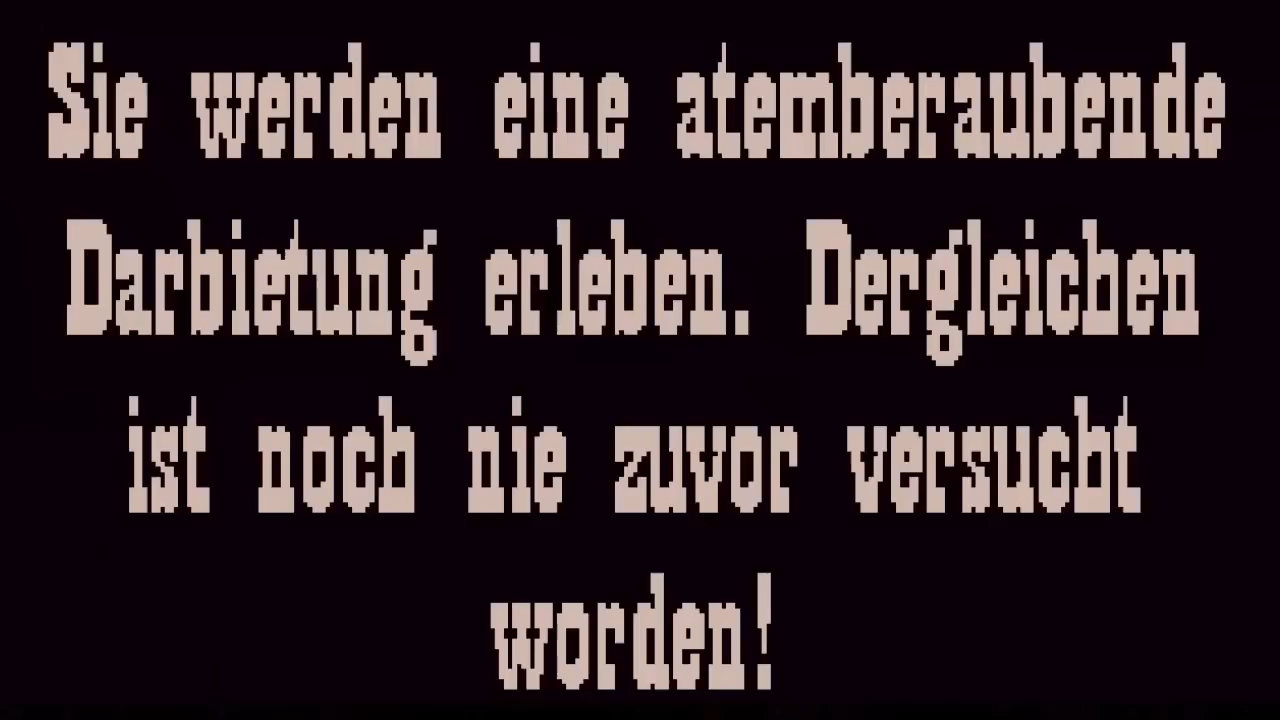 Sie werden eine atemberaubende
Darbietung erleben. Dergleichen
ist noch nie zuvor versucht
worden!